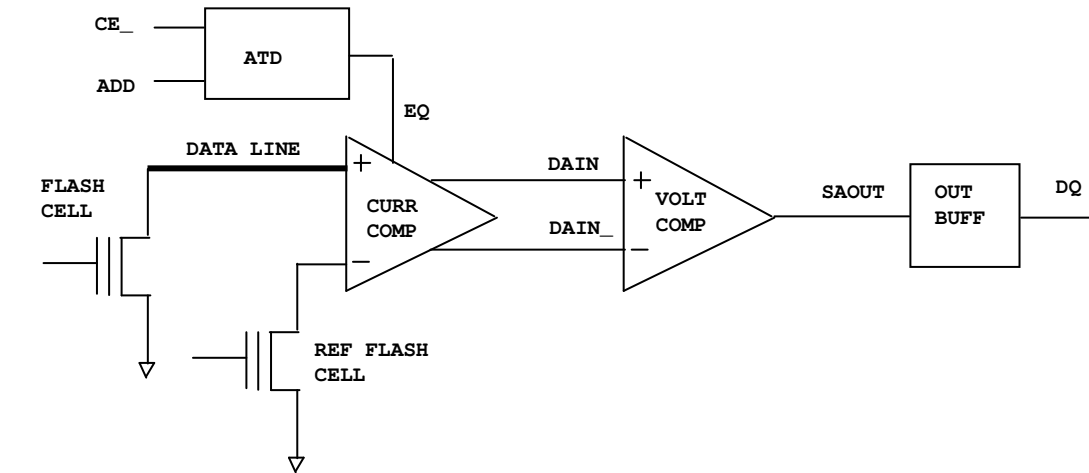 CE_
ATD
ADD
EQ
DATA LINE
+
DAIN
+
FLASH
CELL
CURR
COMP
VOLT
COMP
SAOUT
OUT
BUFF
DQ
DAIN_
−
−
REF FLASH
CELL